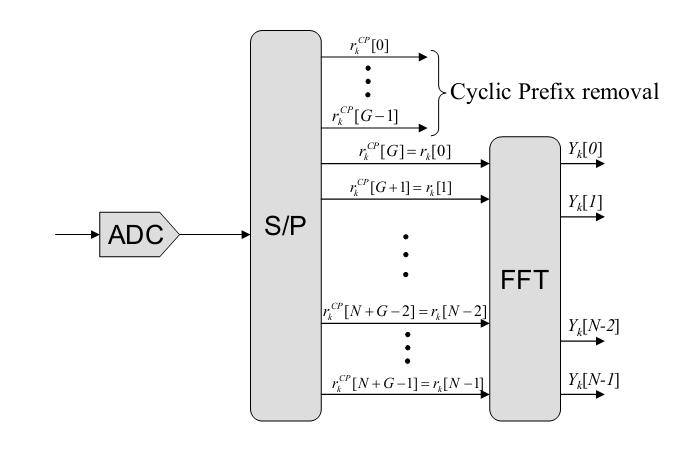 r_k^{CP}[0]
Cyclic Prefix removal
r_k^{CP}[G−1]
r_k^{CP}[G]=r_k[0]
Y_k[0]
r_k^{CP}[G+1]=r_k[1]
Y_k[1]
S/P
ADC
FFT
r_k^{CP}[N+G−2]=r_k[N−2]
Y_k[N-2]
r_k^{CP}[N+G−1]=r_k[N−1]
Y_k[N-1]